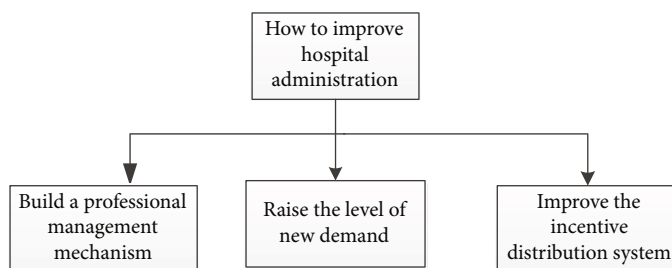 How to improve
hospital
administration
Build a professional
management
mechanism
Raise the level of
new demand
Improve the
incentive
distribution system